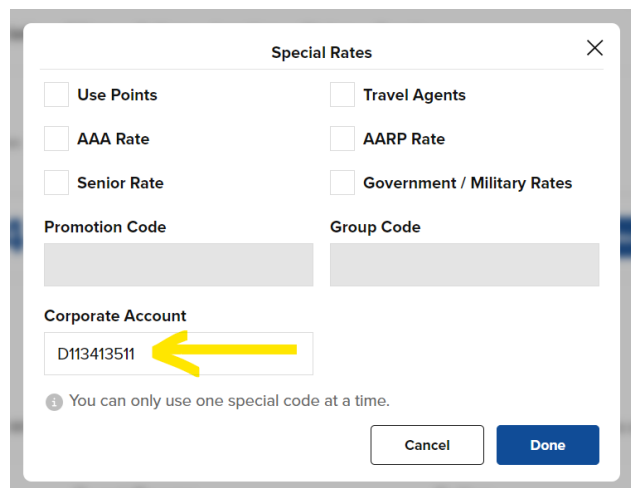 Special Rates
Use Points
Travel Agents
AAA Rate
AARP Rate
Senior Rate
Government / Military Rates
Promotion Code
Group Code
Corporate Account
D113413511
You can only use one special code at a time.
Cancel
Done